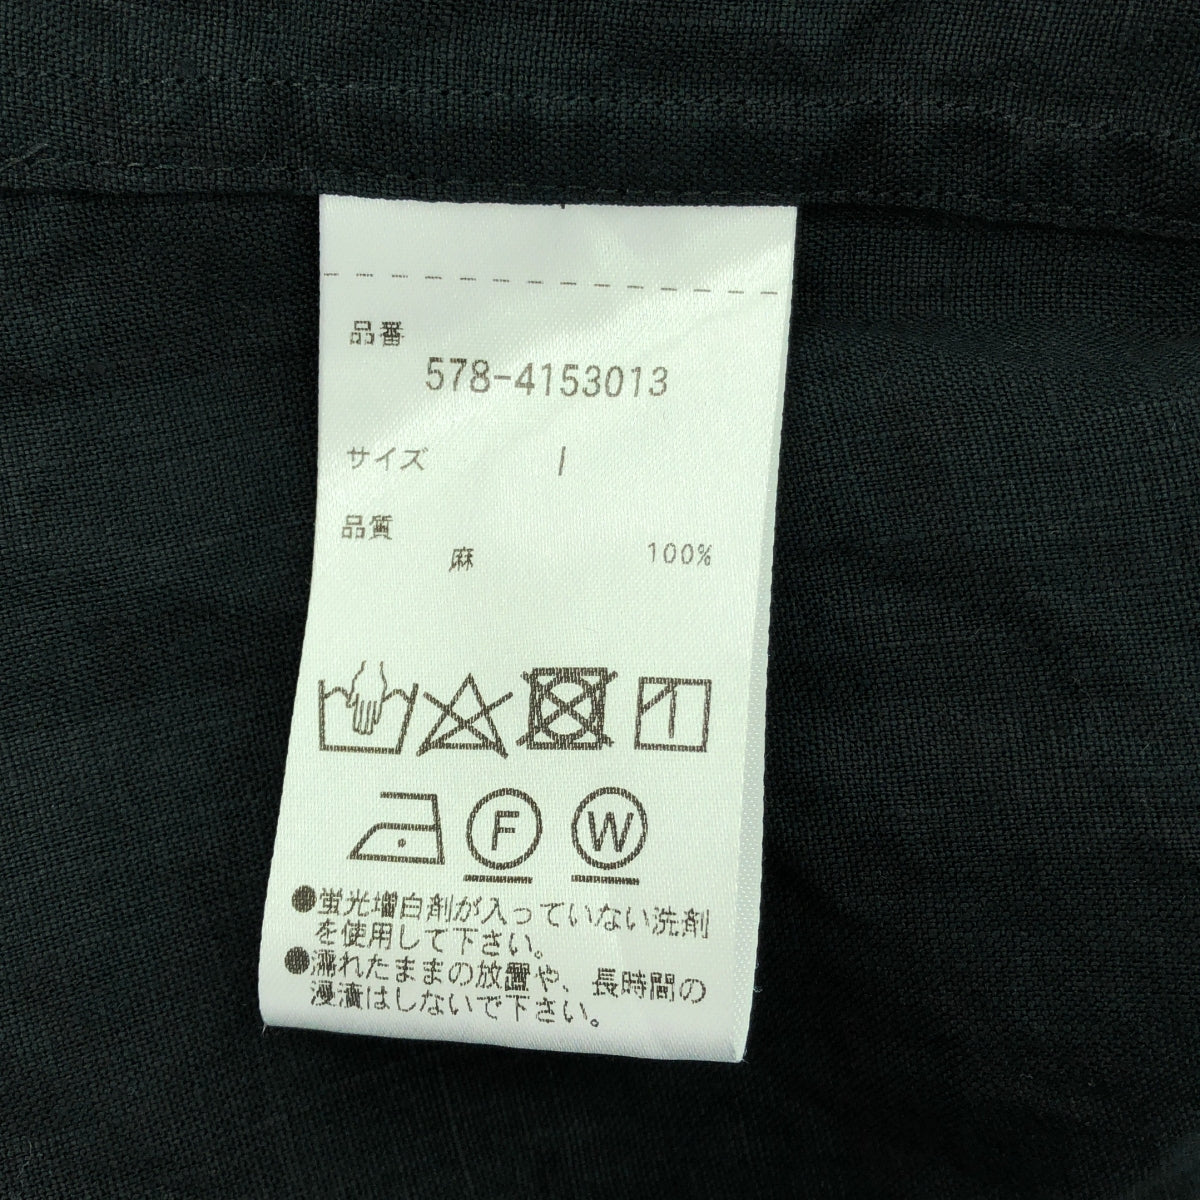 品番
578-4153013
サイズ 1
品質
麻 100%
F W
●蛍光増白剤が入っていない洗剤
を使用して下さい。
●濡れたままの放置や、長時間の
浸漬はしないで下さい。